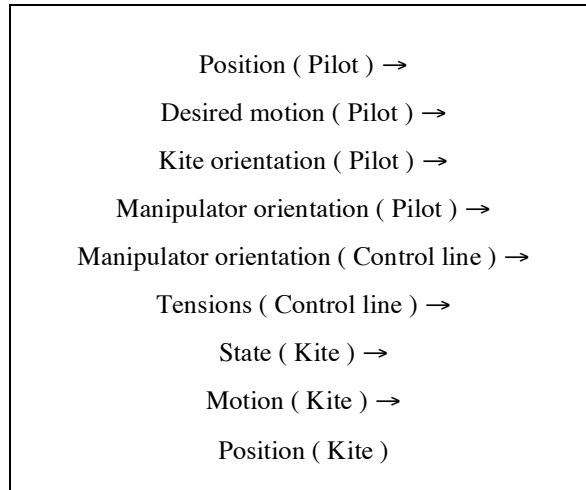 Position ( Pilot ) →
Desired motion ( Pilot ) →
Kite orientation ( Pilot ) →
Manipulator orientation ( Pilot ) →
Manipulator orientation ( Control line ) →
Tensions ( Control line ) →
State ( Kite ) →
Motion ( Kite ) →
Position ( Kite )